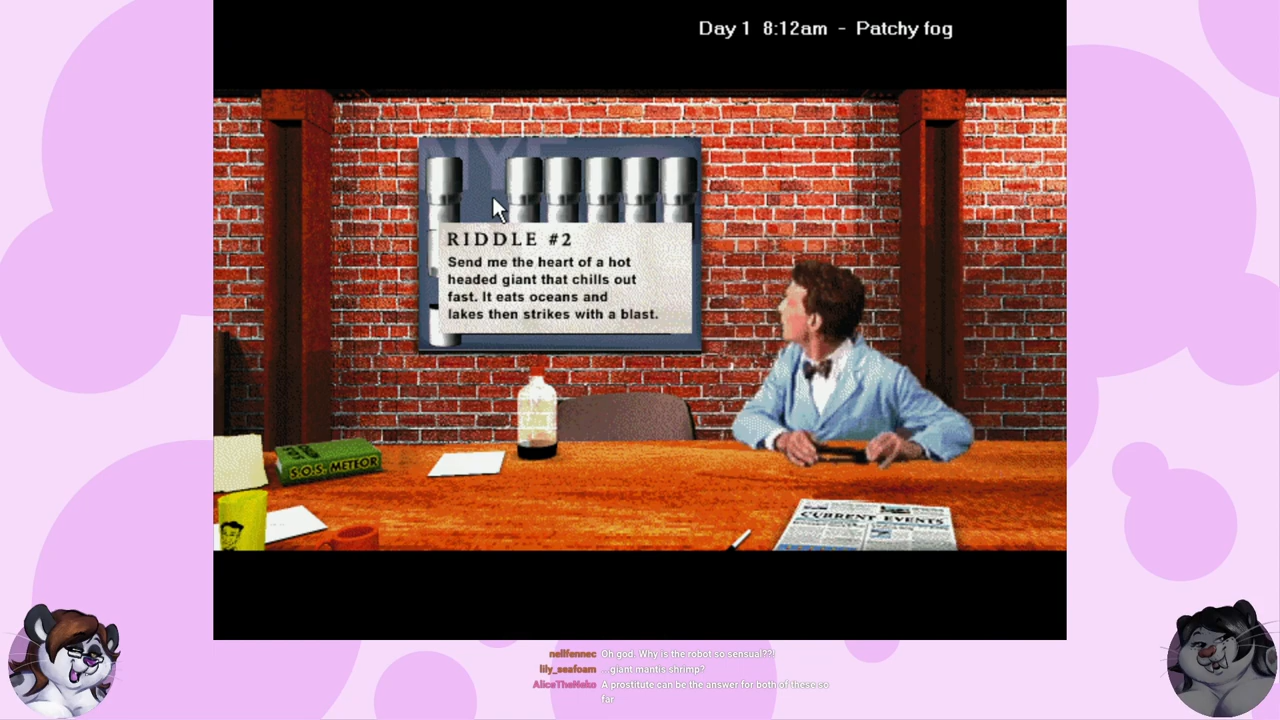 Day 1 8:12am - Patchy fog
NYE
RIDDLE #2
Send me the heart of a hot
headed giant that chills out
fast. It eats oceans and
lakes then strikes with a blast.
S.O.S. METEOR
CURRENT EVENTS
nellfennec Oh god. Why is the robot so sensual??!
lily_seafoam ...giant mantis shrimp?
AliceTheNeko A prostitute can be the answer for both of these so
far